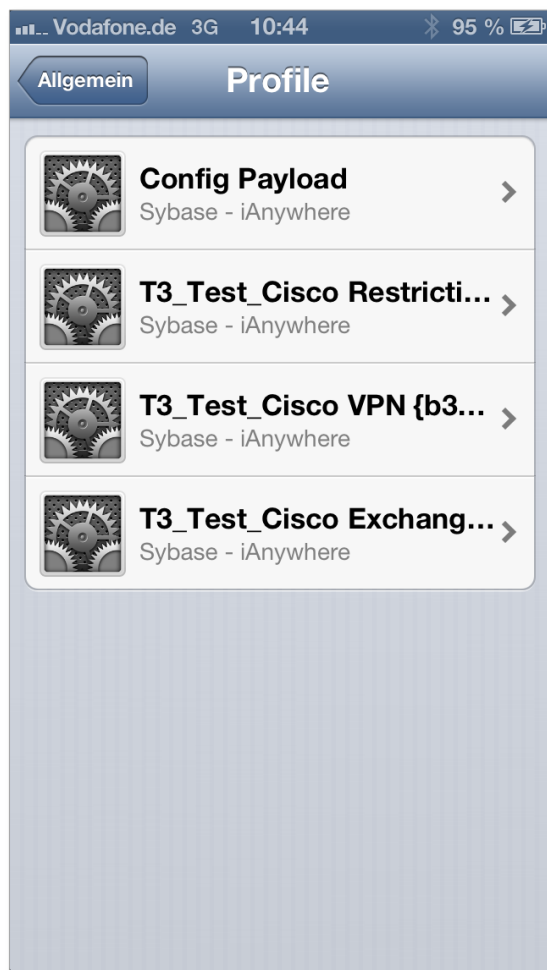 Vodafone.de 3G 10:44 95 %
Allgemein
Profile
Config Payload
Sybase - iAnywhere
T3_Test_Cisco Restricti...
Sybase - iAnywhere
T3_Test_Cisco VPN {b3...
Sybase - iAnywhere
T3_Test_Cisco Exchang...
Sybase - iAnywhere